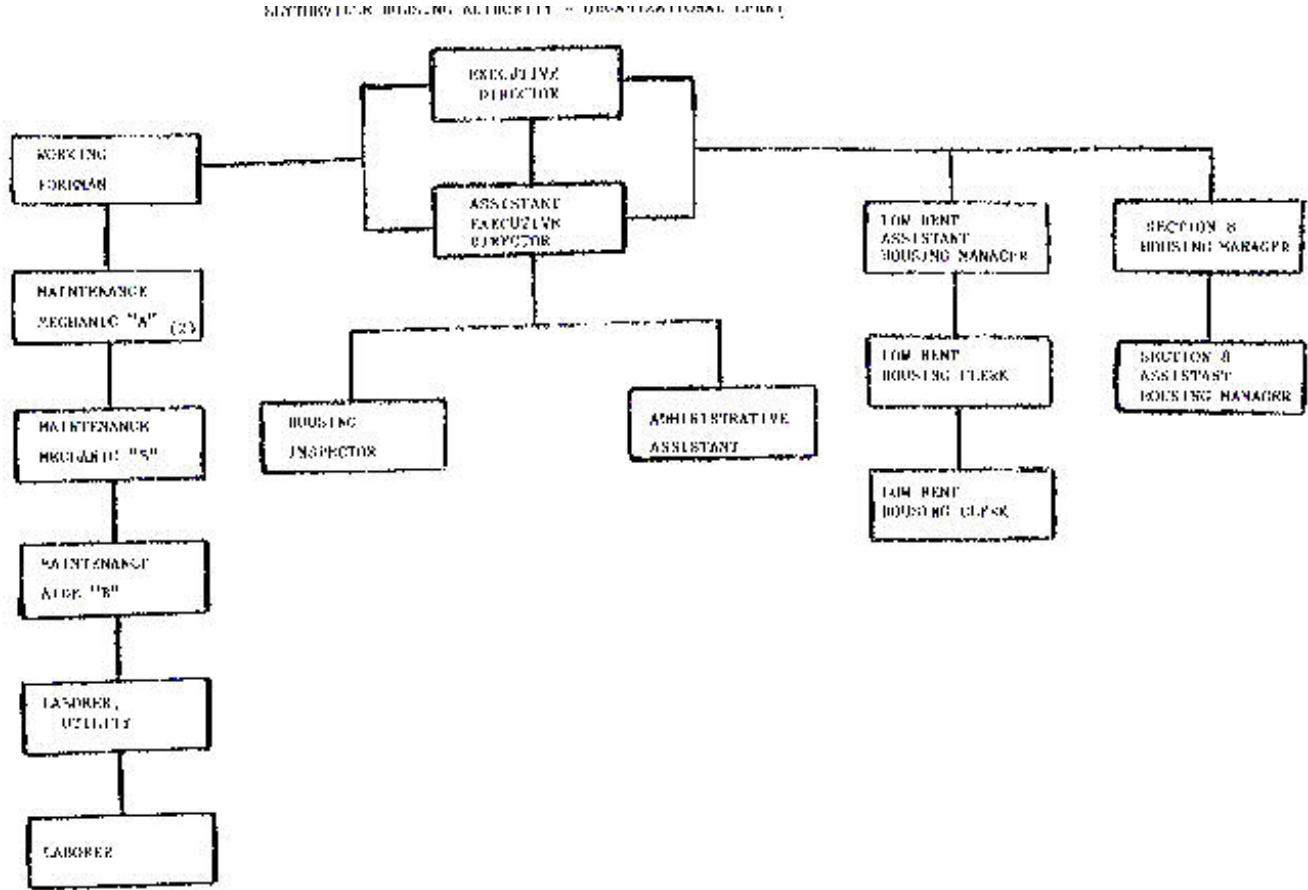 BLYTHEVILLE HOUSING AUTHORITY - ORGANIZATIONAL CHART
EXECUTIVE
DIRECTOR
WORKING
FOREMAN
ASSISTANT
EXECUTIVE
DIRECTOR
LOW RENT
ASSISTANT
HOUSING MANAGER
SECTION 8
HOUSING MANAGER
MAINTENANCE
MECHANIC "A" (2)
LOW RENT
HOUSING CLERK
SECTION 8
ASSISTANT
HOUSING MANAGER
HOUSING
INSPECTOR
ADMINISTRATIVE
ASSISTANT
MAINTENANCE
MECHANIC
LOW RENT
HOUSING CLERK
MAINTENANCE
AIDE "B"
LABORER,
UTILITY
LABORER